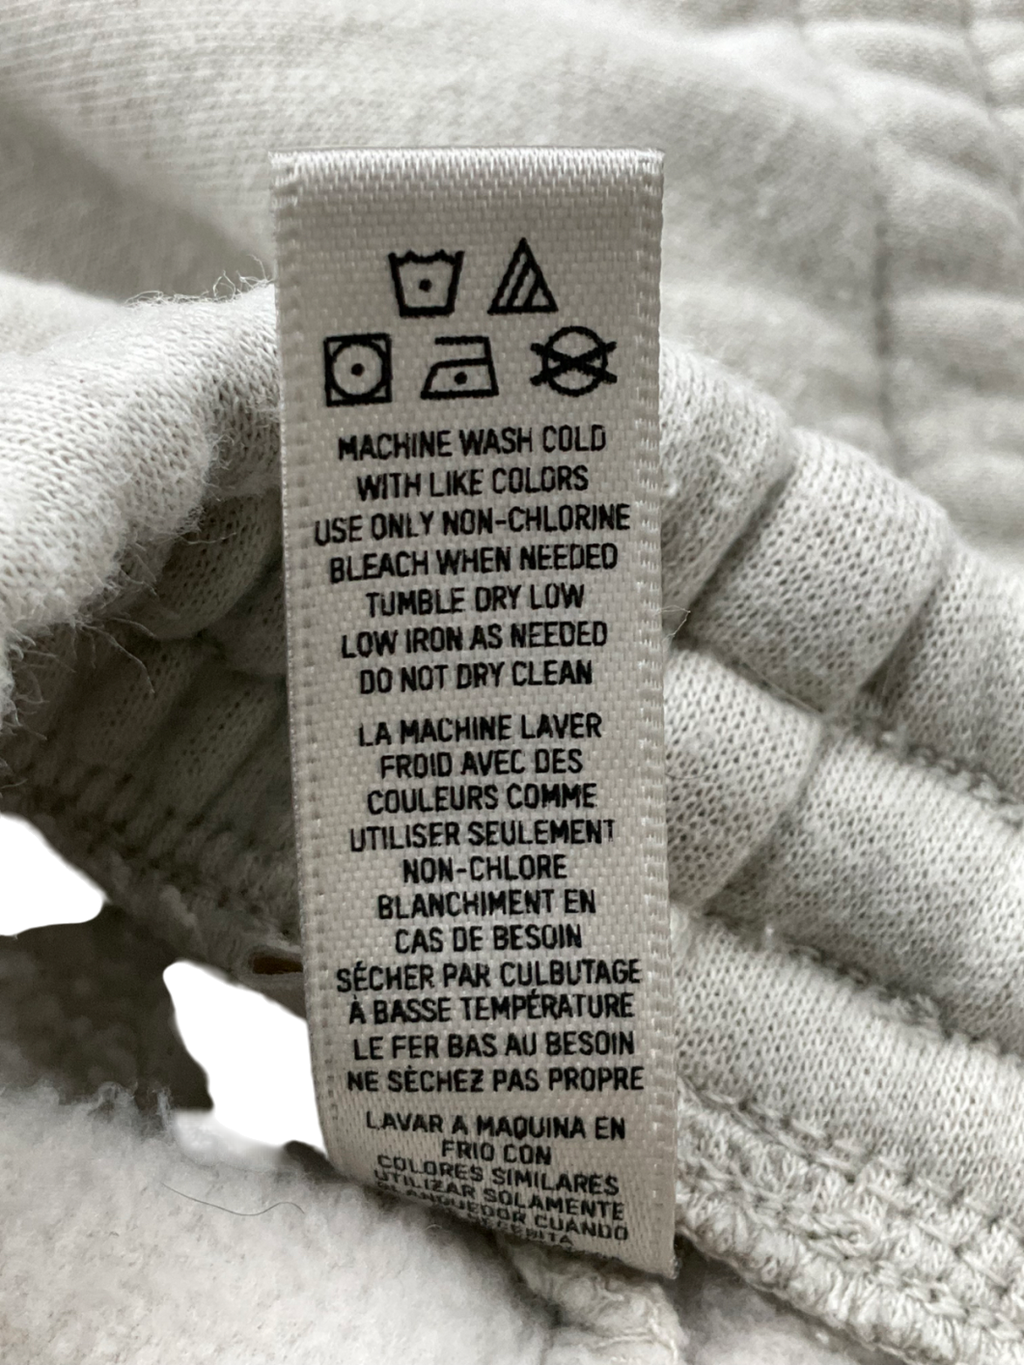 MACHINE WASH COLD
WITH LIKE COLORS
USE ONLY NON-CHLORINE
BLEACH WHEN NEEDED
TUMBLE DRY LOW
LOW IRON AS NEEDED
DO NOT DRY CLEAN
LA MACHINE LAVER
FROID AVEC DES
COULEURS COMME
UTILISER SEULEMENT
NON-CHLORE
BLANCHIMENT EN
CAS DE BESOIN
SÉCHER PAR CULBUTAGE
À BASSE TEMPÉRATURE
LE FER BAS AU BESOIN
NE SÈCHEZ PAS PROPRE
LAVAR A MAQUINA EN
FRIO CON
COLORES SIMILARES
UTILIZAR SOLAMENTE
CUANDO